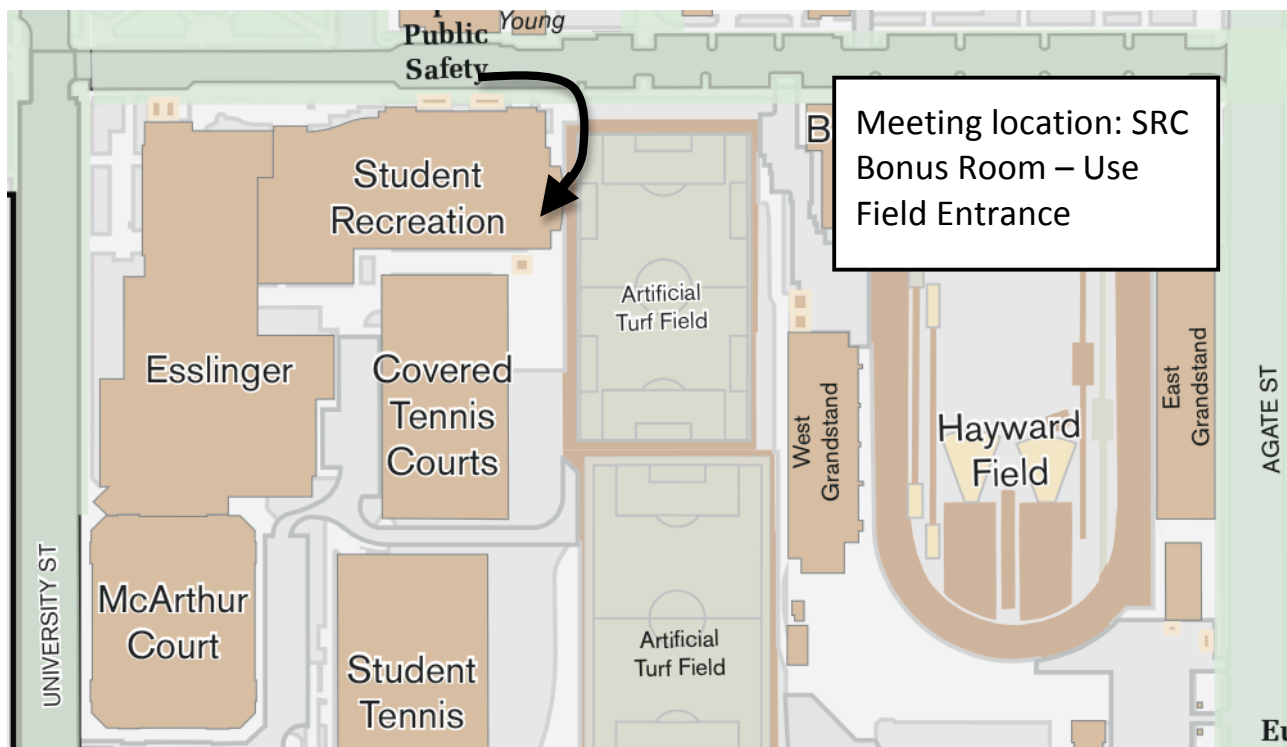 Young
Public
Safety
B
Meeting location: SRC
Bonus Room – Use
Field Entrance
Student
Recreation
Artificial
Turf Field
Esslinger
Covered
Tennis
Courts
West
Grandstand
Hayward
Field
East
Grandstand
AGATE ST
UNIVERSITY ST
McArthur
Court
Student
Tennis
Artificial
Turf Field